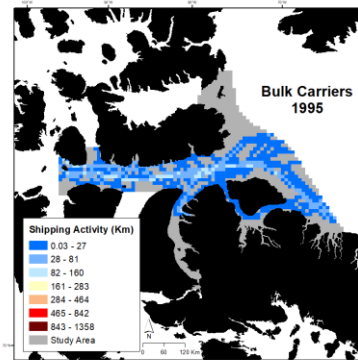 Bulk Carriers
1995
Shipping Activity (Km)
0.03 - 27
28 - 81
82 - 160
161 - 283
284 - 464
465 - 842
843 - 1358
Study Area
N
0
60
120 Km